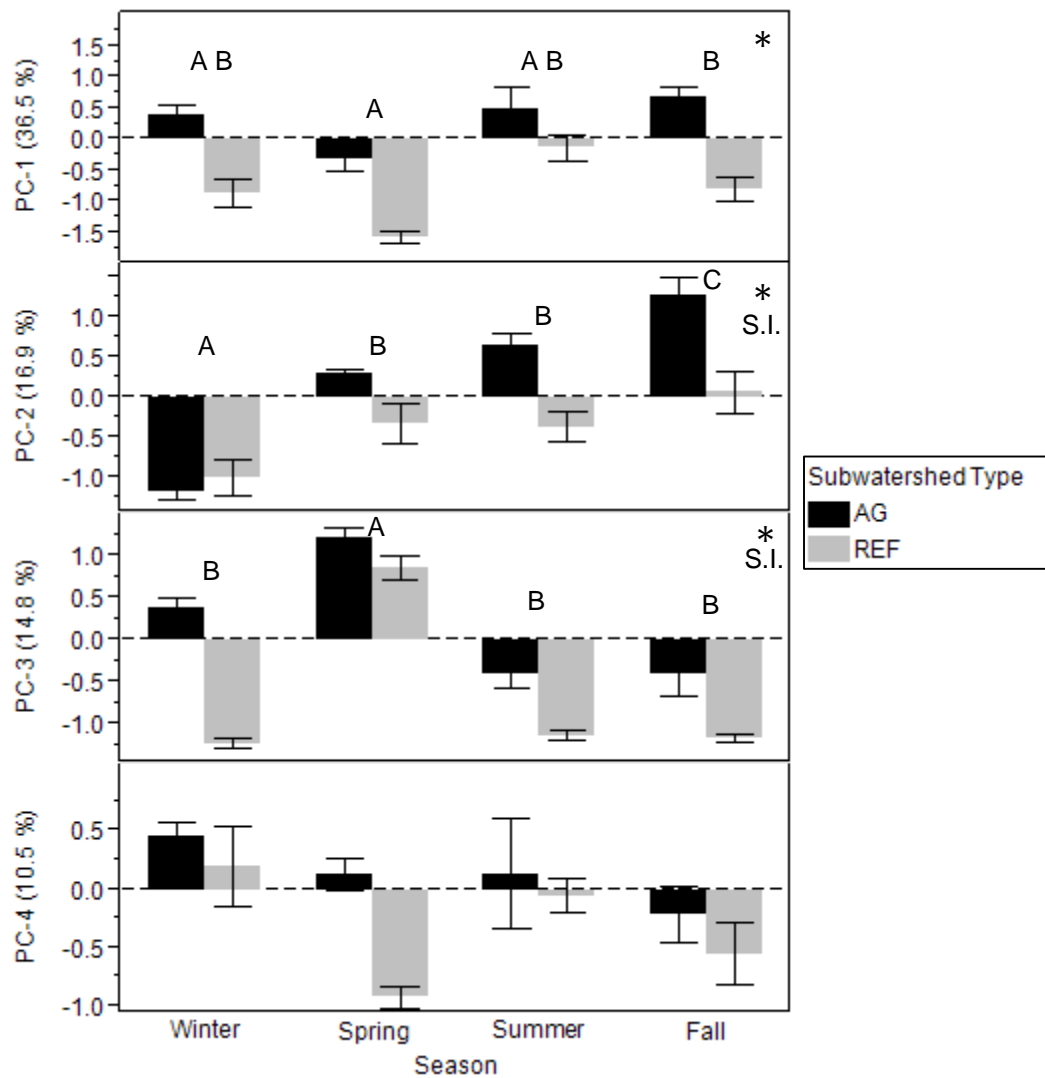 PC-1 (36.5 %)
1.5
1.0
0.5
0.0
-0.5
-1.0
-1.5
A B
A
A B
B
*
PC-2 (16.9 %)
1.0
0.5
0.0
-0.5
-1.0
A
B
B
C
*
S.I.
Subwatershed Type
AG
REF
PC-3 (14.8 %)
1.0
0.5
0.0
-0.5
-1.0
B
A
B
B
*
S.I.
PC-4 (10.5 %)
0.5
0.0
-0.5
-1.0
Winter Spring Summer Fall
Season